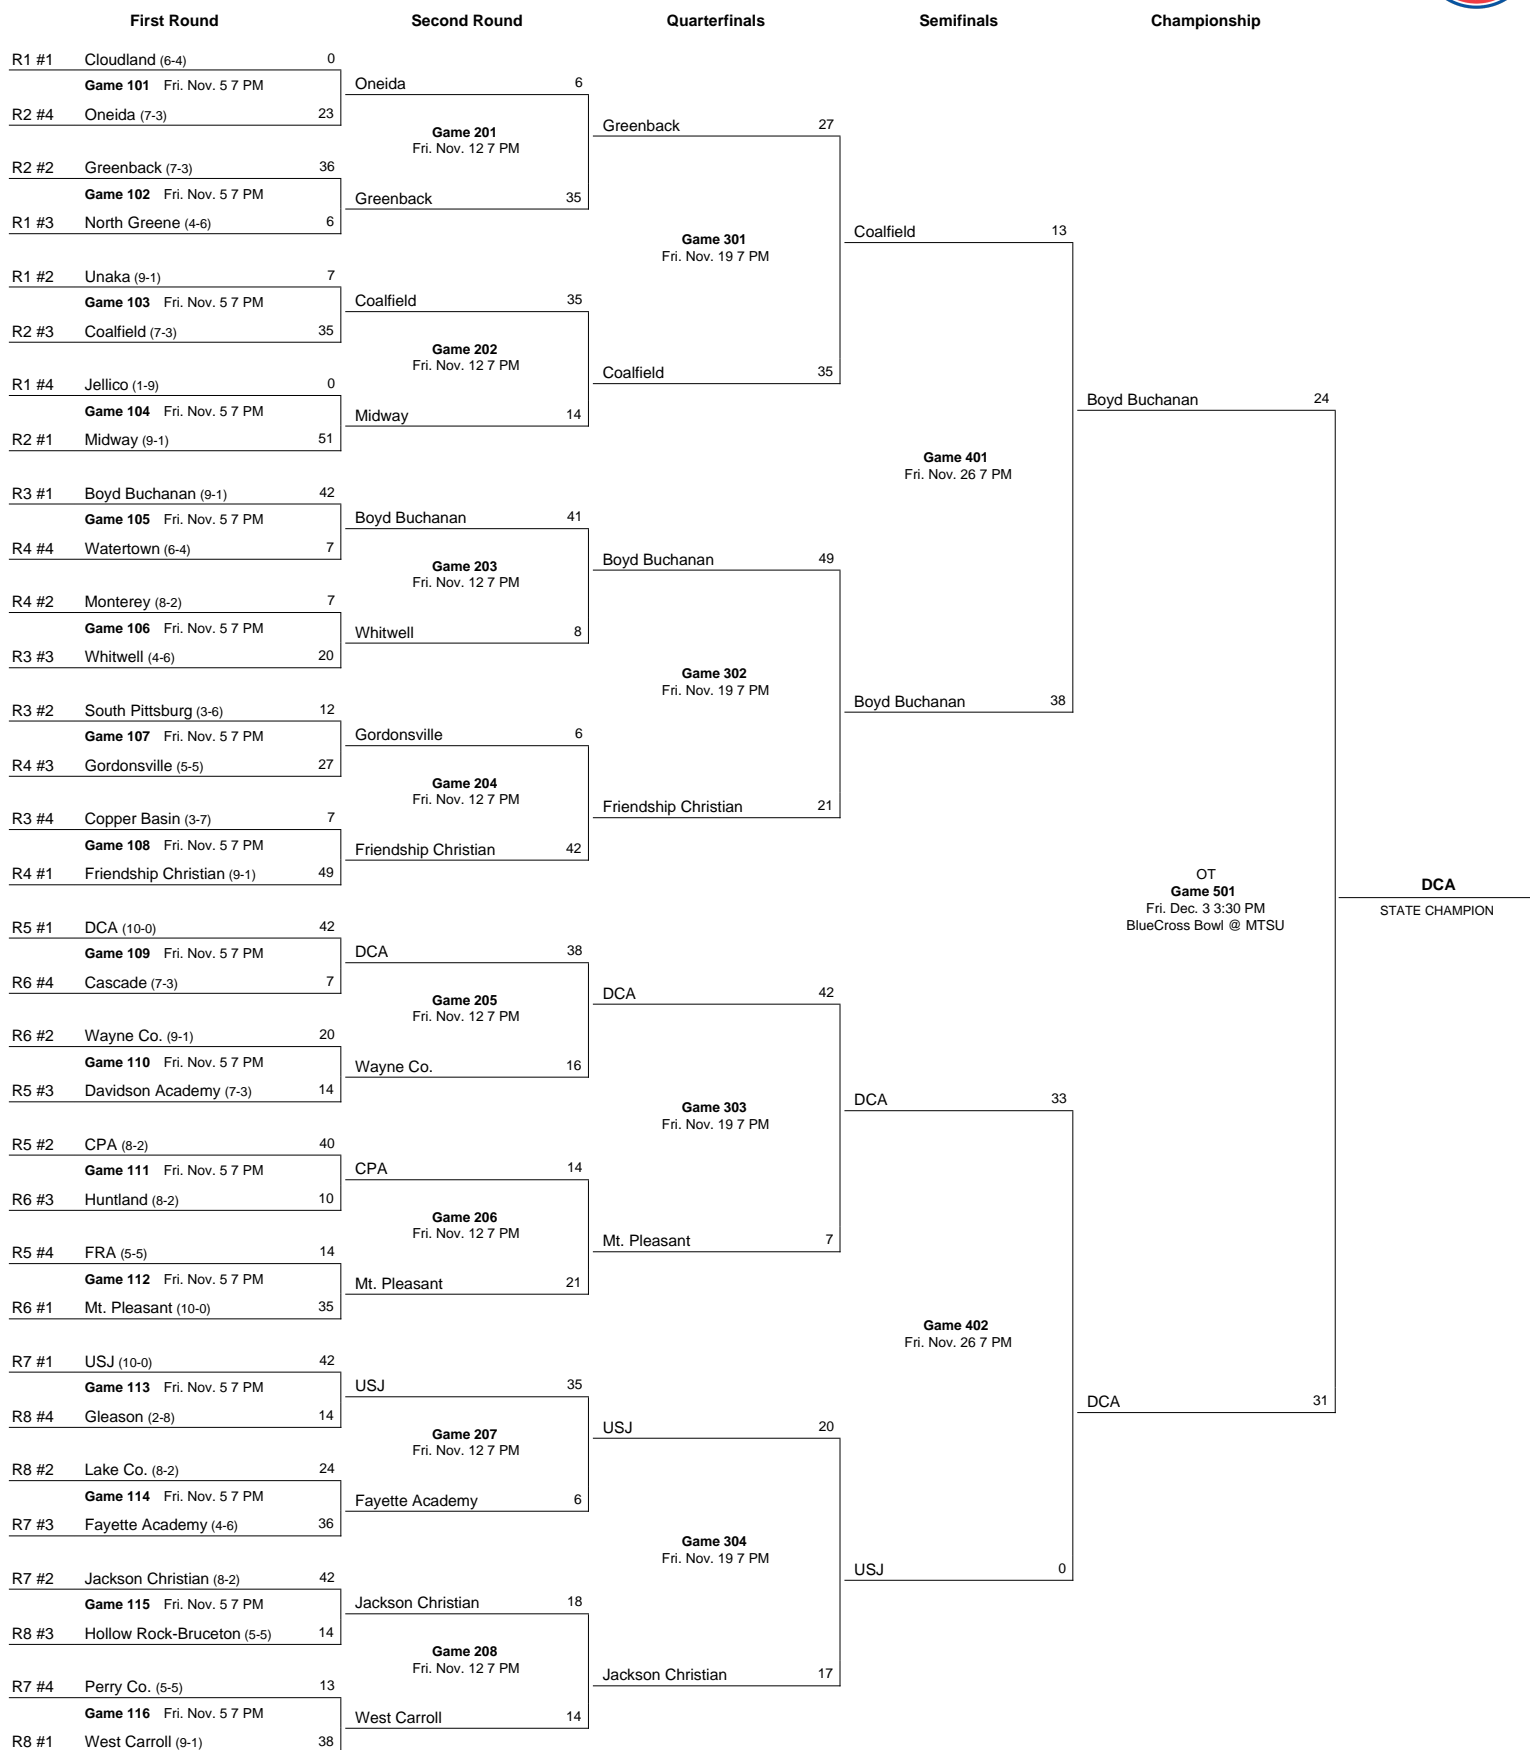 First Round Second Round Quarterfinals Semifinals Championship
R1 #1 Cloudland (6-4) 0
Game 101 Fri. Nov. 5 7 PM
R2 #4 Oneida (7-3) 23
R2 #2 Greenback (7-3) 36
Game 102 Fri. Nov. 5 7 PM
R1 #3 North Greene (4-6) 6
R1 #2 Unaka (9-1) 7
Game 103 Fri. Nov. 5 7 PM
R2 #3 Coalfield (7-3) 35
R1 #4 Jellico (1-9) 0
Game 104 Fri. Nov. 5 7 PM
R2 #1 Midway (9-1) 51
R3 #1 Boyd Buchanan (9-1) 42
Game 105 Fri. Nov. 5 7 PM
R4 #4 Watertown (6-4) 7
R4 #2 Monterey (8-2) 7
Game 106 Fri. Nov. 5 7 PM
R3 #3 Whitwell (4-6) 20
R3 #2 South Pittsburg (3-6) 12
Game 107 Fri. Nov. 5 7 PM
R4 #3 Gordonsville (5-5) 27
R3 #4 Copper Basin (3-7) 7
Game 108 Fri. Nov. 5 7 PM
R4 #1 Friendship Christian (9-1) 49
R5 #1 DCA (10-0) 42
Game 109 Fri. Nov. 5 7 PM
R6 #4 Cascade (7-3) 7
R6 #2 Wayne Co. (9-1) 20
Game 110 Fri. Nov. 5 7 PM
R5 #3 Davidson Academy (7-3) 14
R5 #2 CPA (8-2) 40
Game 111 Fri. Nov. 5 7 PM
R6 #3 Huntland (8-2) 10
R5 #4 FRA (5-5) 14
Game 112 Fri. Nov. 5 7 PM
R6 #1 Mt. Pleasant (10-0) 35
R7 #1 USJ (10-0) 42
Game 113 Fri. Nov. 5 7 PM
R8 #4 Gleason (2-8) 14
R8 #2 Lake Co. (8-2) 24
Game 114 Fri. Nov. 5 7 PM
R7 #3 Fayette Academy (4-6) 36
R7 #2 Jackson Christian (8-2) 42
Game 115 Fri. Nov. 5 7 PM
R8 #3 Hollow Rock-Bruceton (5-5) 14
R7 #4 Perry Co. (5-5) 13
Game 116 Fri. Nov. 5 7 PM
R8 #1 West Carroll (9-1) 38
Oneida 6
Game 201
Fri. Nov. 12 7 PM
Greenback 35
Coalfield 35
Game 202
Fri. Nov. 12 7 PM
Midway 14
Boyd Buchanan 41
Game 203
Fri. Nov. 12 7 PM
Whitwell 8
Gordonsville 6
Game 204
Fri. Nov. 12 7 PM
Friendship Christian 42
DCA 38
Game 205
Fri. Nov. 12 7 PM
Wayne Co. 16
CPA 14
Game 206
Fri. Nov. 12 7 PM
Mt. Pleasant 21
USJ 35
Game 207
Fri. Nov. 12 7 PM
Fayette Academy 6
Jackson Christian 18
Game 208
Fri. Nov. 12 7 PM
West Carroll 14
Greenback 27
Game 301
Fri. Nov. 19 7 PM
Coalfield 35
Boyd Buchanan 49
Game 302
Fri. Nov. 19 7 PM
Friendship Christian 21
DCA 42
Game 303
Fri. Nov. 19 7 PM
Mt. Pleasant 7
USJ 20
Game 304
Fri. Nov. 19 7 PM
Jackson Christian 17
Coalfield 13
Game 401
Fri. Nov. 26 7 PM
Boyd Buchanan 38
DCA 33
Game 402
Fri. Nov. 26 7 PM
USJ 0
Boyd Buchanan 24
OT
Game 501
Fri. Dec. 3 3:30 PM
BlueCross Bowl @ MTSU
DCA 31
DCA
STATE CHAMPION